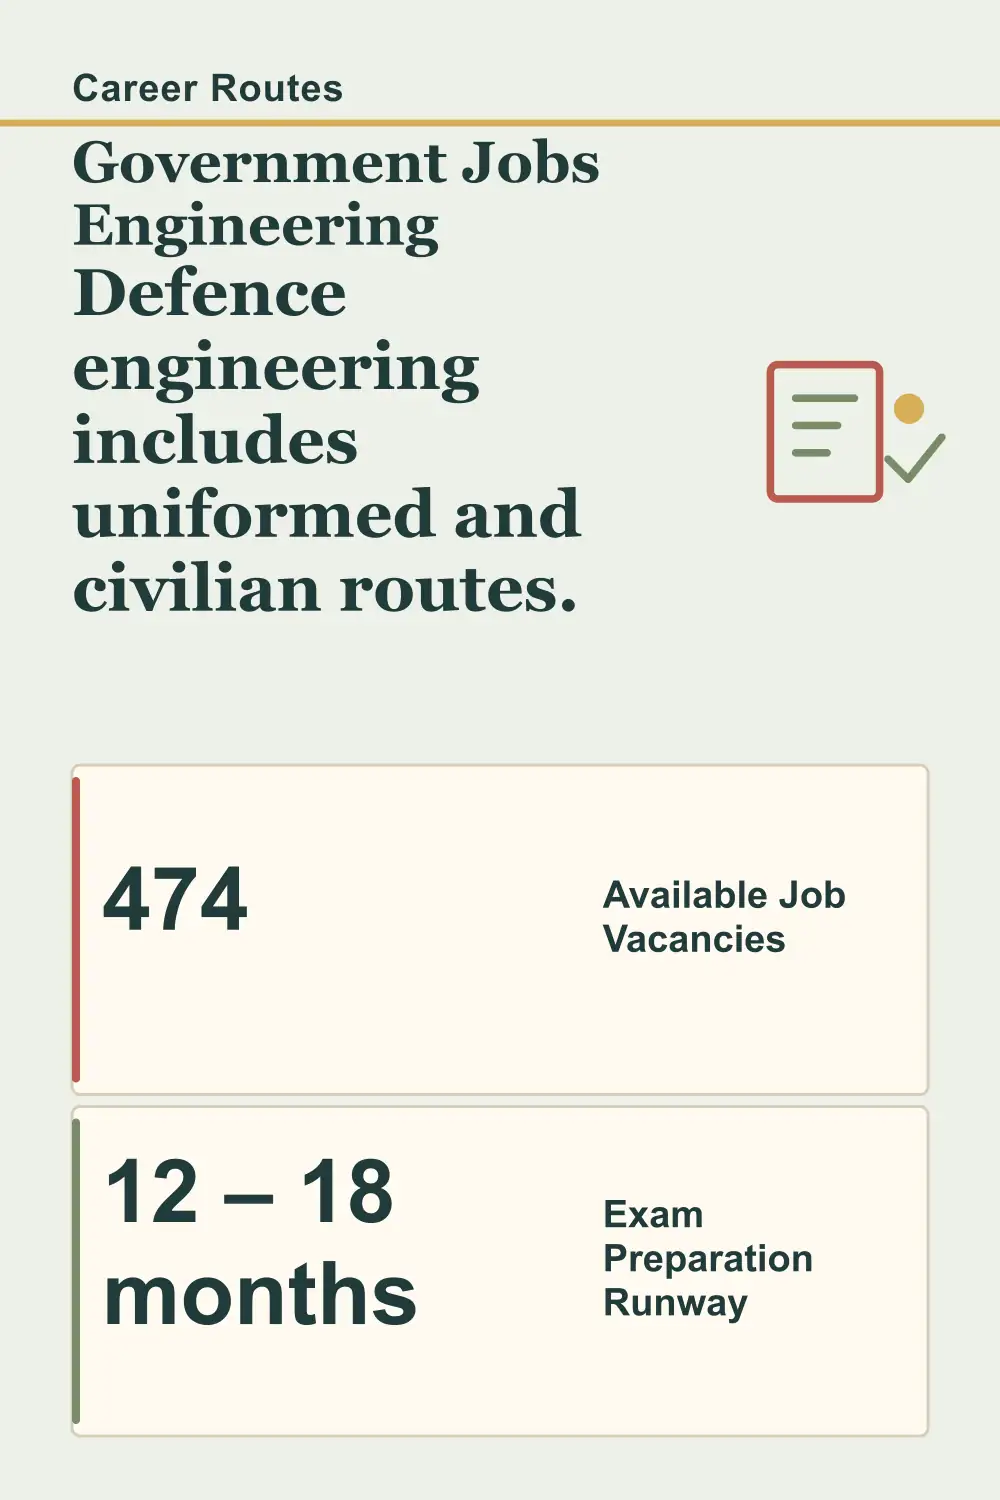 Career Routes
Government Jobs
Engineering
Defence
engineering
includes
uniformed and
civilian routes.
474
Available Job
Vacancies
12 – 18
months
Exam
Preparation
Runway